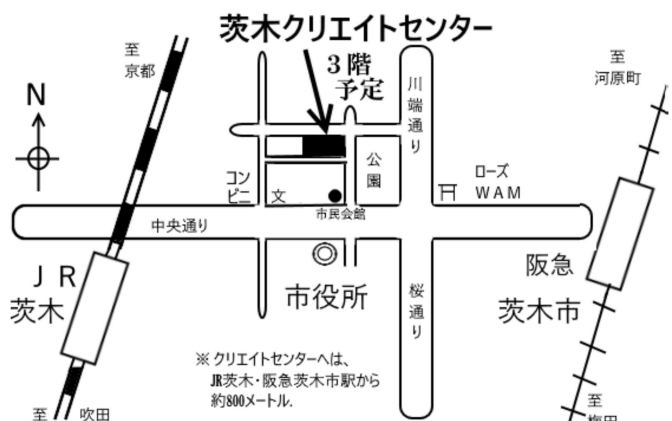 茨木クリエイトセンター
3階
予定
至
京都
N
川端通り
至
河原町
公園
コン
ビニ
文
市民会館
ローズ
WAM
中央通り
JR
茨木
市役所
桜通り
阪急
茨木市
※ クリエイトセンターへは、
JR茨木・阪急茨木市駅から
約800メートル.
至 吹田
至
梅田